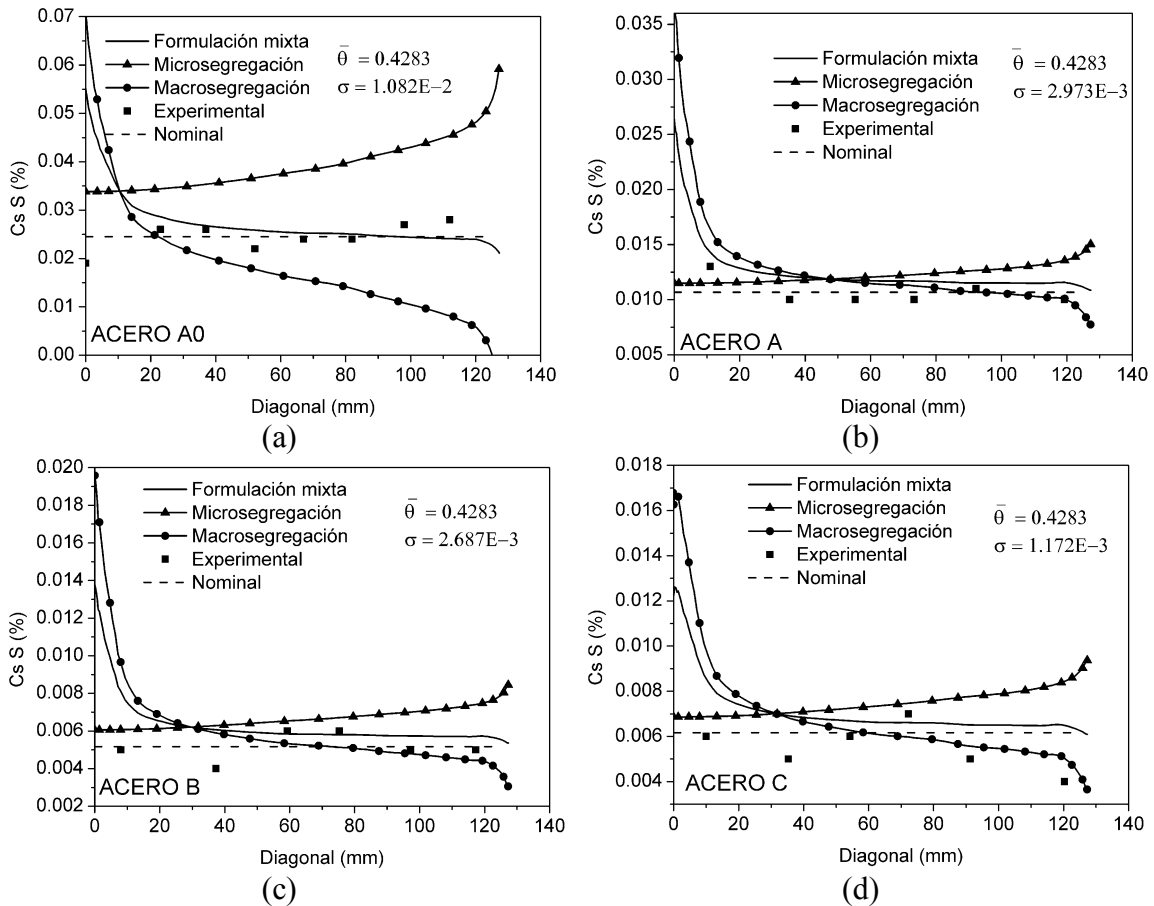 0.07
0.06
0.05
0.04
0.03
0.02
0.01
0.00
Cs S (%)
Formulación mixta
Microsegregación
Macrosegregación
Experimental
Nominal
θ̄ = 0.4283
σ = 1.082E−2
ACERO A0
0 20 40 60 80 100 120 140
Diagonal (mm)
(a)
0.035
0.030
0.025
0.020
0.015
0.010
0.005
Cs S (%)
Formulación mixta
Microsegregación
Macrosegregación
Experimental
Nominal
θ̄ = 0.4283
σ = 2.973E−3
ACERO A
0 20 40 60 80 100 120 140
Diagonal (mm)
(b)
0.020
0.018
0.016
0.014
0.012
0.010
0.008
0.006
0.004
0.002
Cs S (%)
Formulación mixta
Microsegregación
Macrosegregación
Experimental
Nominal
θ̄ = 0.4283
σ = 2.687E−3
ACERO B
0 20 40 60 80 100 120 140
Diagonal (mm)
(c)
0.018
0.016
0.014
0.012
0.010
0.008
0.006
0.004
Cs S (%)
Formulación mixta
Microsegregación
Macrosegregación
Experimental
Nominal
θ̄ = 0.4283
σ = 1.172E−3
ACERO C
0 20 40 60 80 100 120 140
Diagonal (mm)
(d)